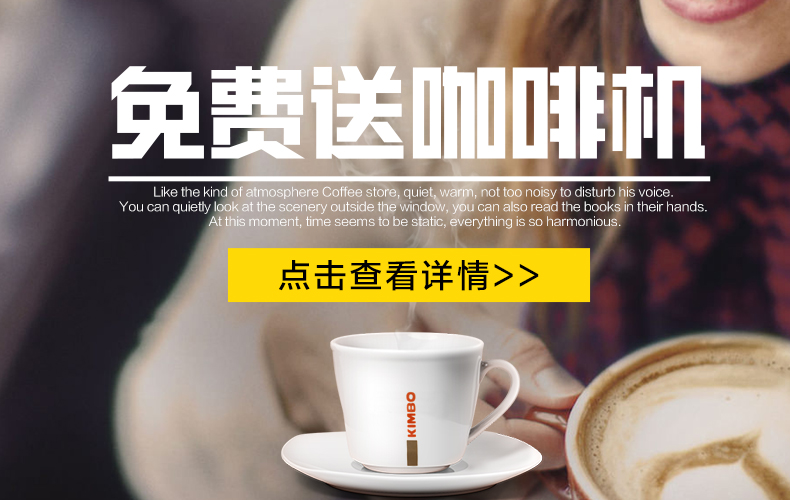 免费送咖啡机
Like the kind of atmosphere Coffee store, quiet, warm, not too noisy to disturb his voice.
You can quietly look at the scenery outside the window, you can also read the books in their hands.
At this moment, time seems to be static, everything is so harmonious.
点击查看详情>>
KIMBO